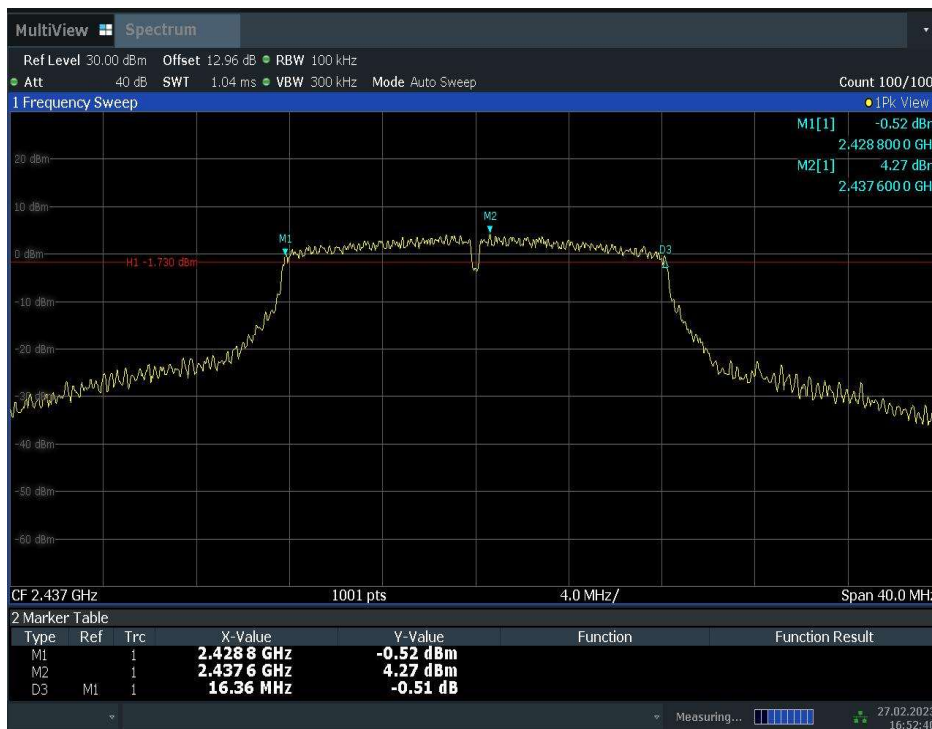 MultiView Spectrum
Ref Level 30.00 dBm Offset 12.96 dB RBW 100 kHz
Att 40 dB SWT 1.04 ms VBW 300 kHz Mode Auto Sweep Count 100/100
1 Frequency Sweep 1Pk View
M1[1] -0.52 dBr
2.428 800 0 GH
M2[1] 4.27 dBr
2.437 600 0 GH
20 dBm
10 dBm
M2
M1
D3
0 dBm
H1 -1.730 dBm
-10 dBm
-20 dBm
-30 dBm
-40 dBm
-50 dBm
-60 dBm
CF 2.437 GHz 1001 pts 4.0 MHz/ Span 40.0 MHz
2 Marker Table
Type Ref Trc X-Value Y-Value Function Function Result
M1 1 2.428 8 GHz -0.52 dBm
M2 1 2.437 6 GHz 4.27 dBm
D3 M1 1 16.36 MHz -0.51 dB
Measuring... 27.02.2023
16:52:40